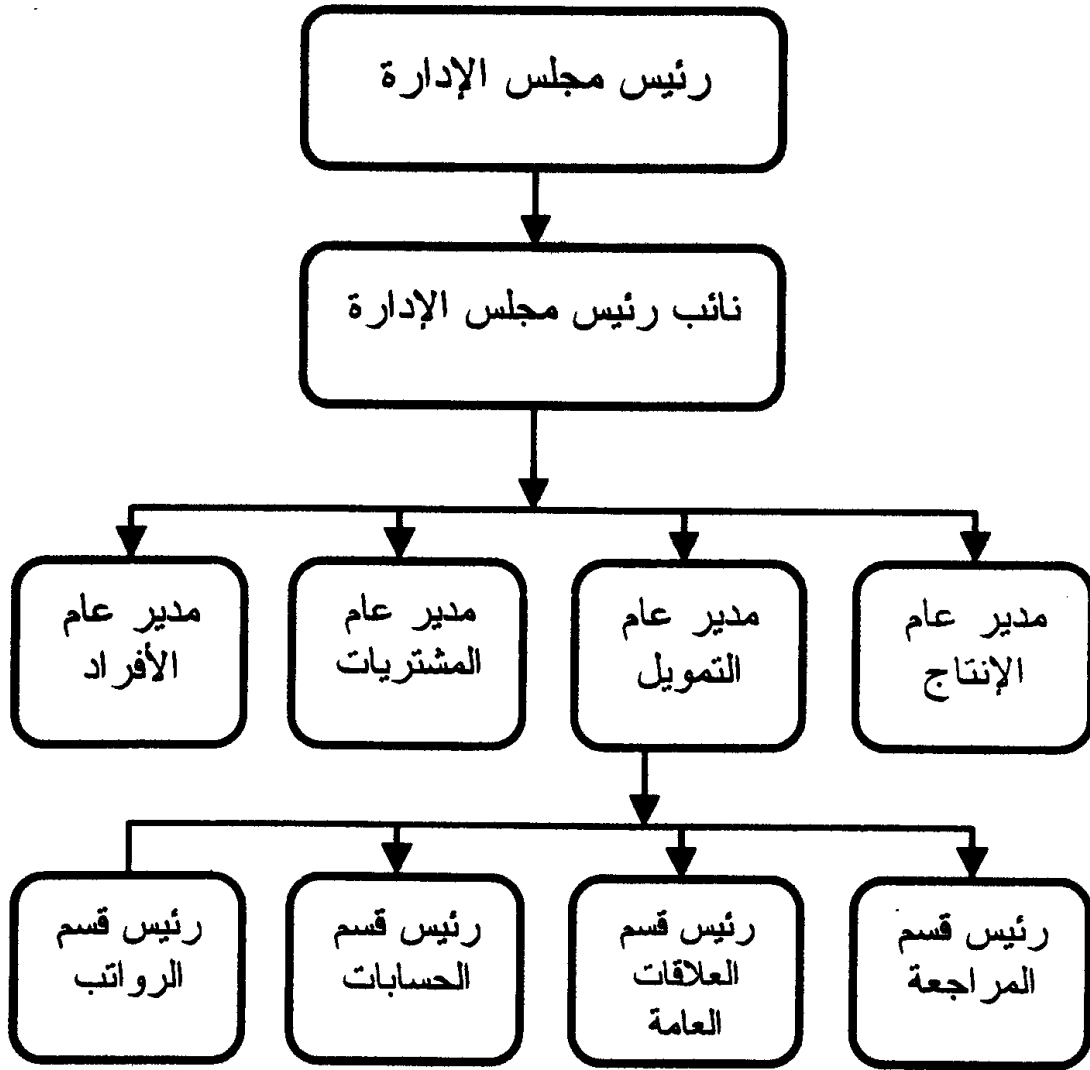 رئيس مجلس الإدارة
نائب رئيس مجلس الإدارة
مدير عام
الإنتاج
مدير عام
التمويل
مدير عام
المشتريات
مدير عام
الأفراد
رئيس قسم
المراجعة
رئيس قسم
العلاقات
العامة
رئيس قسم
الحسابات
رئيس قسم
الرواتب